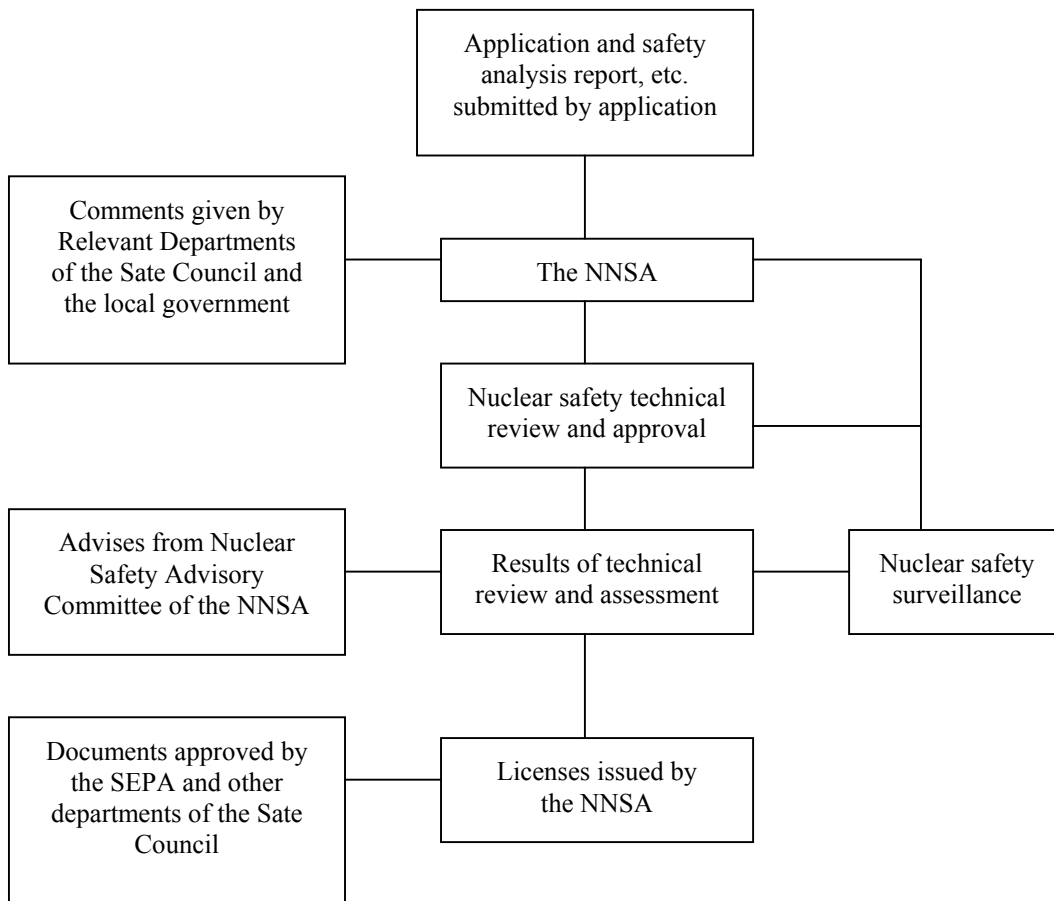 Application and safety
analysis report, etc.
submitted by application
Comments given by
Relevant Departments
of the Sate Council and
the local government
The NNSA
Nuclear safety technical
review and approval
Advises from Nuclear
Safety Advisory
Committee of the NNSA
Results of technical
review and assessment
Nuclear safety
surveillance
Documents approved by
the SEPA and other
departments of the Sate
Council
Licenses issued by
the NNSA